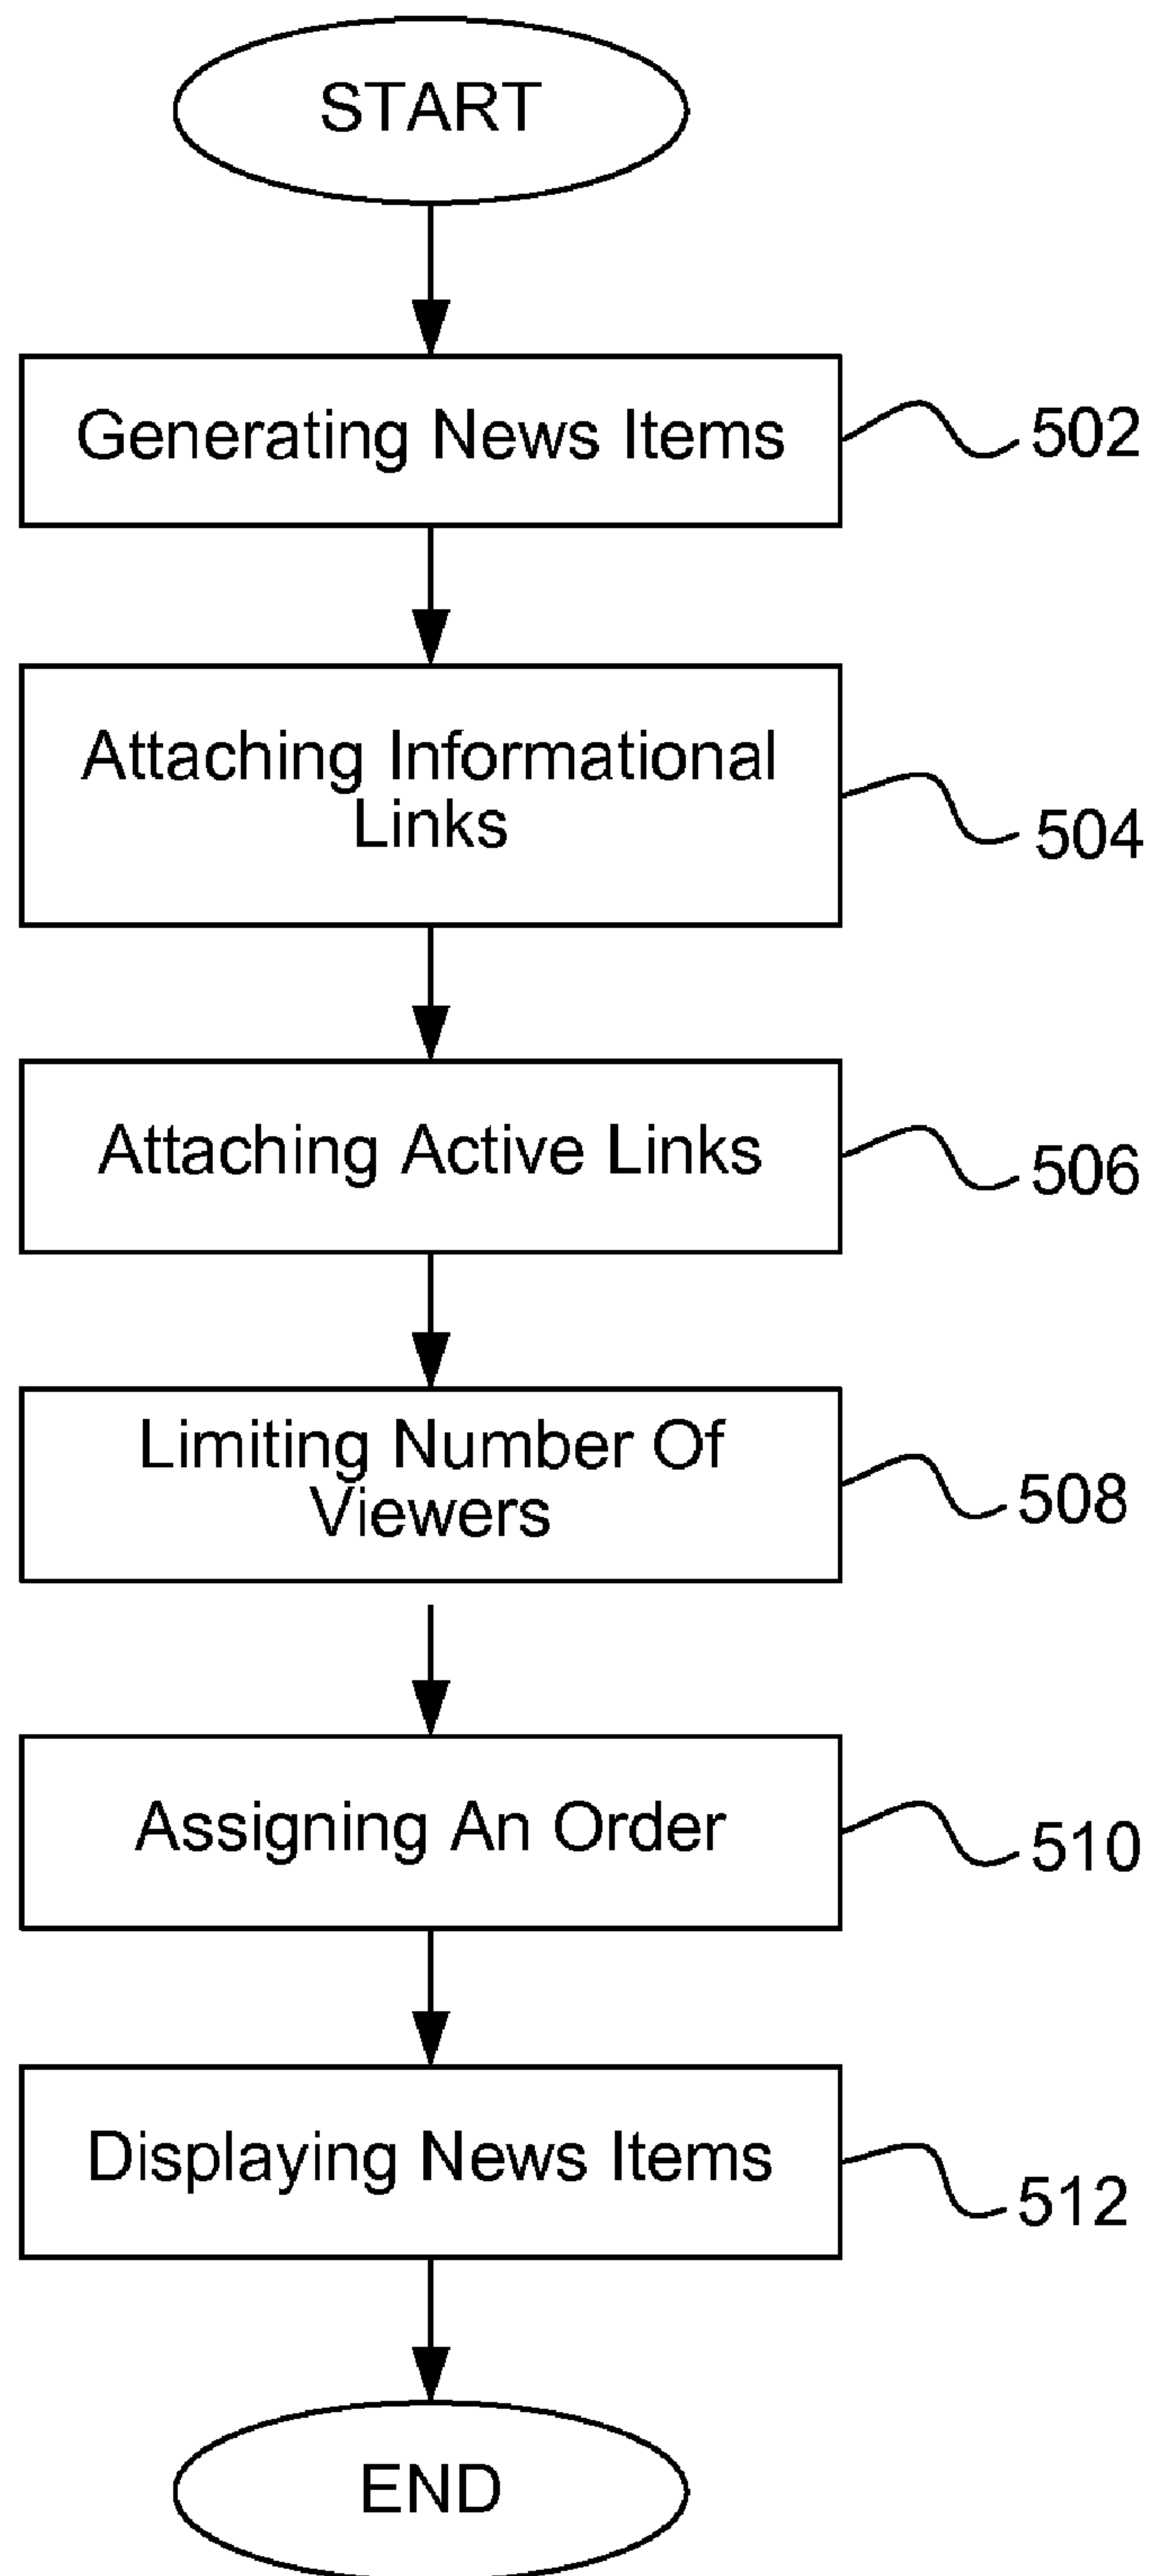 START
Generating News Items
502
Attaching Informational
Links
504
Attaching Active Links
506
Limiting Number Of
Viewers
508
Assigning An Order
510
Displaying News Items
512
END